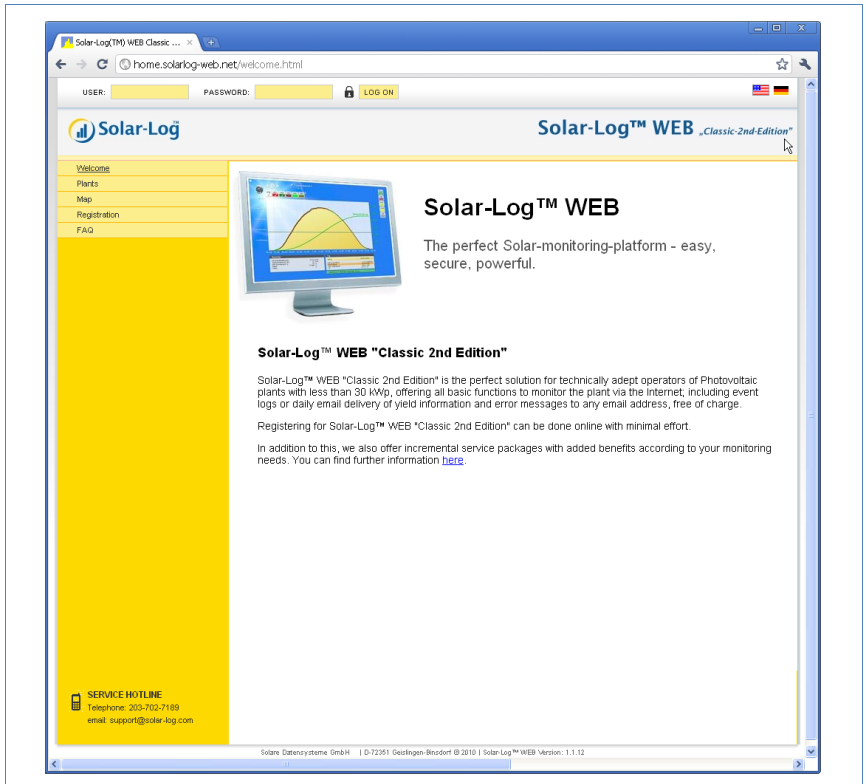 Solar-Log(TM) WEB Classic ...
home.solarlog-web.net/welcome.html
USER: PASSWORD: LOG ON
Solar-Log™
Solar-Log™ WEB „Classic-2nd-Edition"
Welcome
Plants
Map
Registration
FAQ
Solar-Log™ WEB
The perfect Solar-monitoring-platform - easy,
secure, powerful.
Solar-Log™ WEB "Classic 2nd Edition"
Solar-Log™ WEB "Classic 2nd Edition" is the perfect solution for technically adept operators of Photovoltaic
plants with less than 30 kWp, offering all basic functions to monitor the plant via the Internet; including event
logs or daily email delivery of yield information and error messages to any email address, free of charge.
Registering for Solar-Log™ WEB "Classic 2nd Edition" can be done online with minimal effort.
In addition to this, we also offer incremental service packages with added benefits according to your monitoring
needs. You can find further information here.
SERVICE HOTLINE
Telephone: 203-702-7189
email: support@solar-log.com
Solare Datensysteme GmbH | D-72351 Geislingen-Binsdorf © 2010 | Solar-Log™ WEB Version: 1.1.12